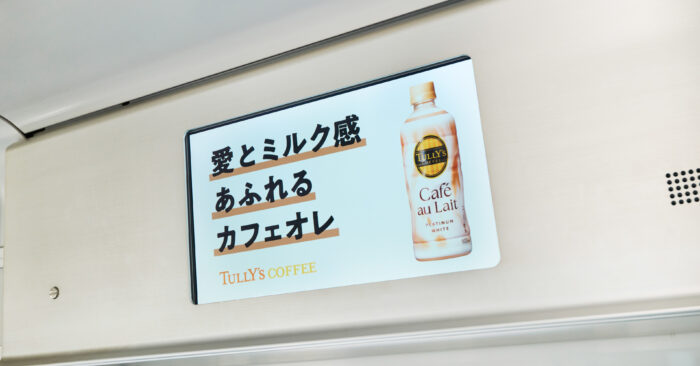 愛とミルク感
あふれる
カフェオレ
TULLY'S COFFEE
TULLY'S
Café
au Lait
PLATINUM
WHITE